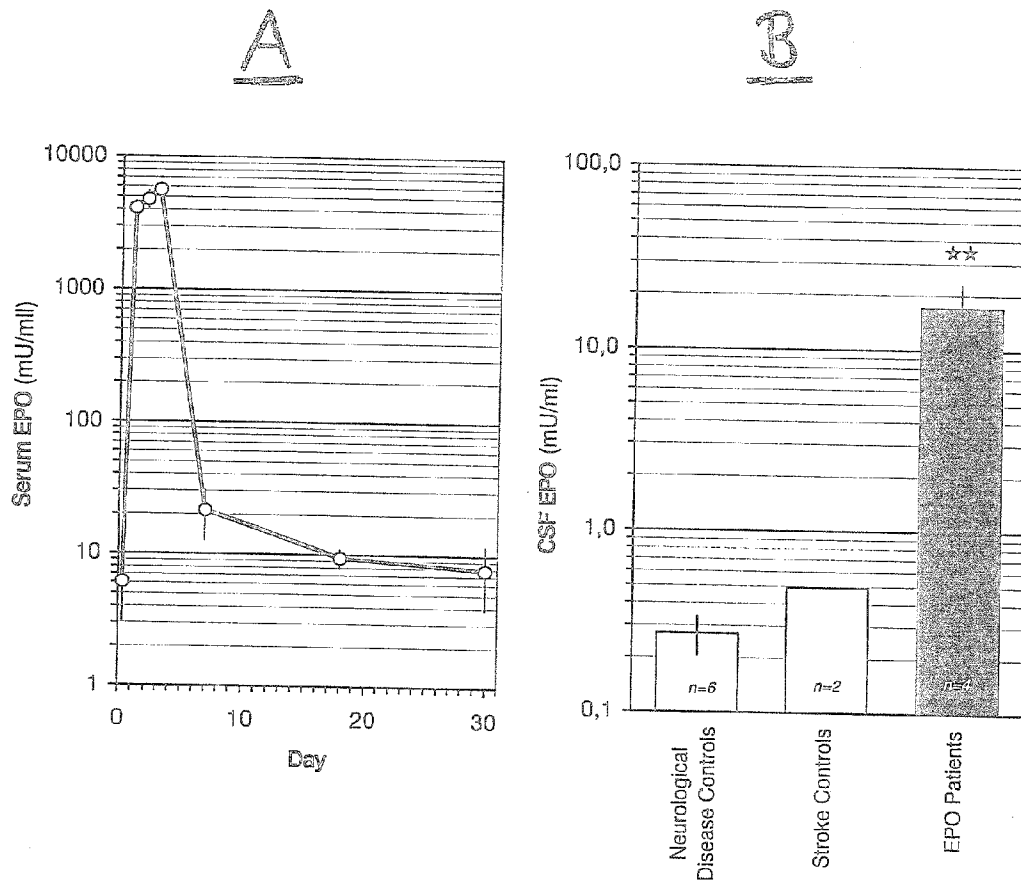 A
B
10000
1000
100
10
1
Serum EPO (mU/ml)
0
10
20
30
Day
100,0
10,0
1,0
0,1
CSF EPO (mU/ml)
☆☆
n=6
n=2
n=4
Neurological
Disease Controls
Stroke Controls
EPO Patients